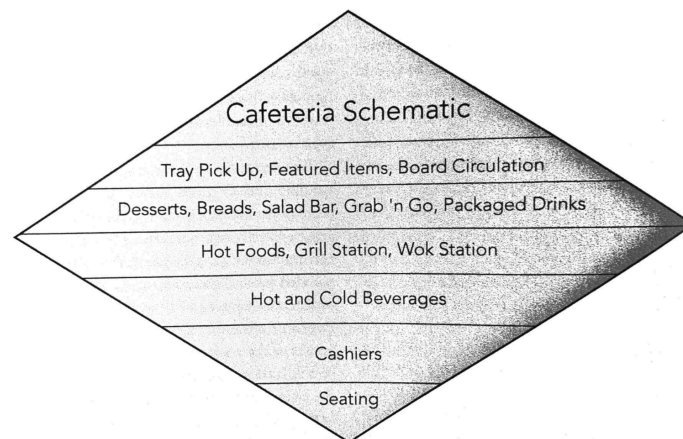 Cafeteria Schematic
Tray Pick Up, Featured Items, Board Circulation
Desserts, Breads, Salad Bar, Grab 'n Go, Packaged Drinks
Hot Foods, Grill Station, Wok Station
Hot and Cold Beverages
Cashiers
Seating